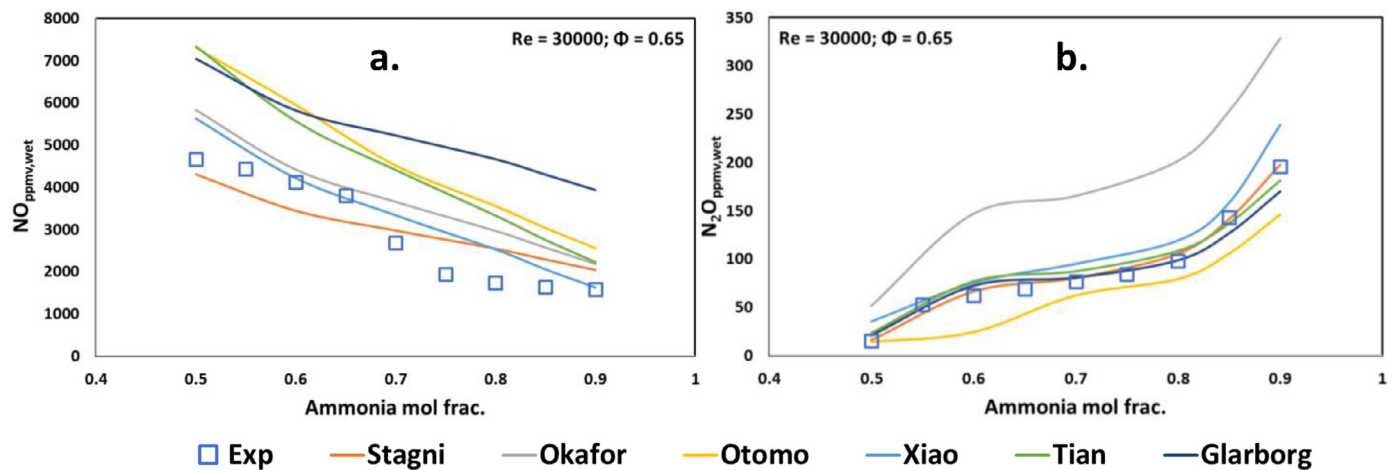 a.
Re = 30000; Φ = 0.65
NOppmv,wet
8000
7000
6000
5000
4000
3000
2000
1000
0
0.4 0.5 0.6 0.7 0.8 0.9 1
Ammonia mol frac.
b.
Re = 30000; Φ = 0.65
N₂Oppmv,wet
350
300
250
200
150
100
50
0
0.4 0.5 0.6 0.7 0.8 0.9 1
Ammonia mol frac.
Exp Stagni Okafor Otomo Xiao Tian Glarborg